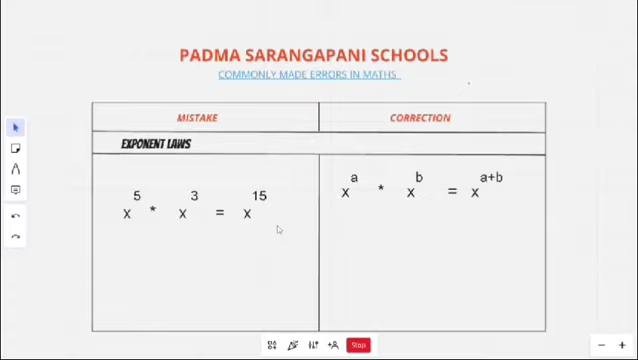 PADMA SARANGAPANI SCHOOLS
COMMONLY MADE ERRORS IN MATHS
MISTAKE CORRECTION
EXPONENT LAWS
x^5 * x^3 = x^15
x^a * x^b = x^a+b
Stop